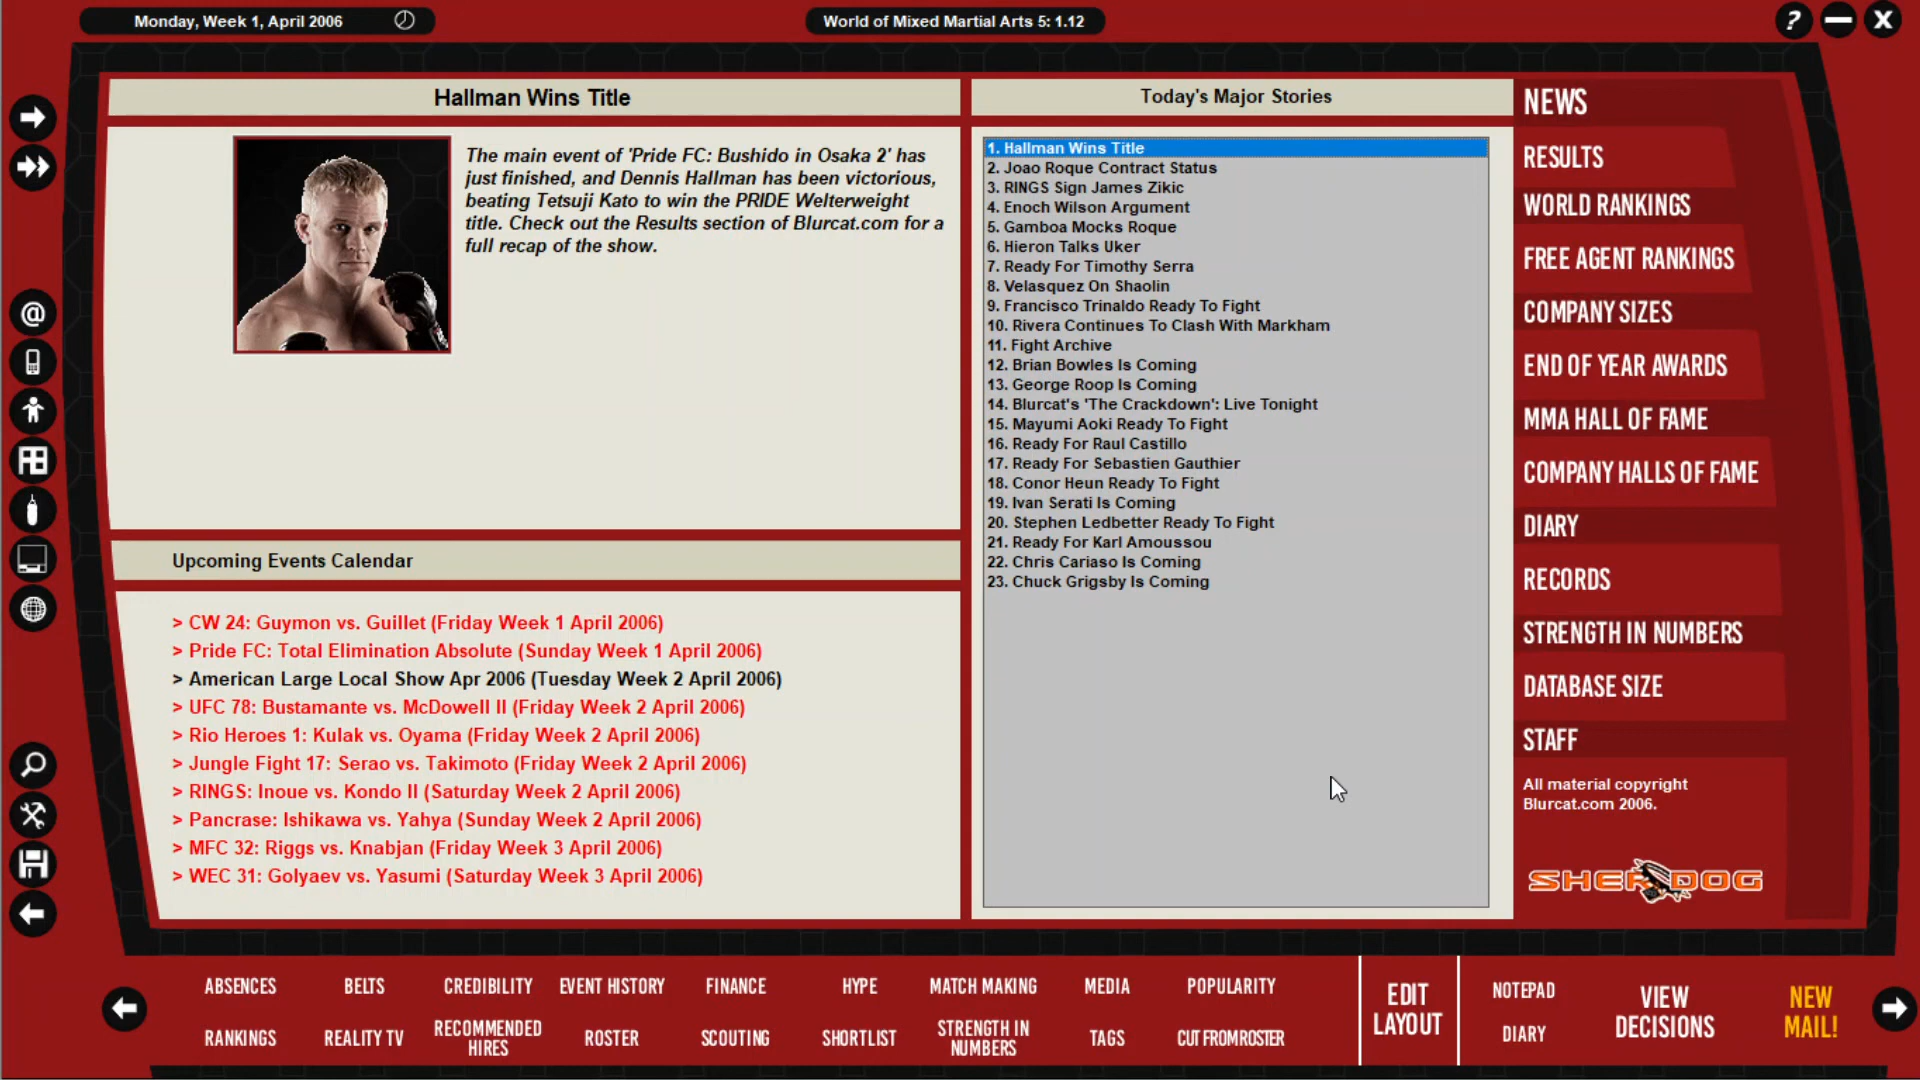 Monday, Week 1, April 2006
World of Mixed Martial Arts 5: 1.12
?
X
Hallman Wins Title
The main event of 'Pride FC: Bushido in Osaka 2' has
just finished, and Dennis Hallman has been victorious,
beating Tetsuji Kato to win the PRIDE Welterweight
title. Check out the Results section of Blurcat.com for a
full recap of the show.
Today's Major Stories
1. Hallman Wins Title
2. Joao Roque Contract Status
3. RINGS Sign James Zikic
4. Enoch Wilson Argument
5. Gamboa Mocks Roque
6. Hieron Talks Uker
7. Ready For Timothy Serra
8. Velasquez On Shaolin
9. Francisco Trinaldo Ready To Fight
10. Rivera Continues To Clash With Markham
11. Fight Archive
12. Brian Bowles Is Coming
13. George Roop Is Coming
14. Blurcat's 'The Crackdown': Live Tonight
15. Mayumi Aoki Ready To Fight
16. Ready For Raul Castillo
17. Ready For Sebastien Gauthier
18. Conor Heun Ready To Fight
19. Ivan Serati Is Coming
20. Stephen Ledbetter Ready To Fight
21. Ready For Karl Amoussou
22. Chris Cariaso Is Coming
23. Chuck Grigsby Is Coming
Upcoming Events Calendar
> CW 24: Guymon vs. Guillet (Friday Week 1 April 2006)
> Pride FC: Total Elimination Absolute (Sunday Week 1 April 2006)
> American Large Local Show Apr 2006 (Tuesday Week 2 April 2006)
> UFC 78: Bustamante vs. McDowell II (Friday Week 2 April 2006)
> Rio Heroes 1: Kulak vs. Oyama (Friday Week 2 April 2006)
> Jungle Fight 17: Serao vs. Takimoto (Friday Week 2 April 2006)
> RINGS: Inoue vs. Kondo II (Saturday Week 2 April 2006)
> Pancrase: Ishikawa vs. Yahya (Sunday Week 2 April 2006)
> MFC 32: Riggs vs. Knabjan (Friday Week 3 April 2006)
> WEC 31: Golyaev vs. Yasumi (Saturday Week 3 April 2006)
NEWS
RESULTS
WORLD RANKINGS
FREE AGENT RANKINGS
COMPANY SIZES
END OF YEAR AWARDS
MMA HALL OF FAME
COMPANY HALLS OF FAME
DIARY
RECORDS
STRENGTH IN NUMBERS
DATABASE SIZE
STAFF
All material copyright
Blurcat.com 2006.
SHERDOG
@
ABSENCES
BELTS
CREDIBILITY
EVENT HISTORY
FINANCE
HYPE
MATCH MAKING
MEDIA
POPULARITY
RANKINGS
REALITY TV
RECOMMENDED
HIRES
ROSTER
SCOUTING
SHORTLIST
STRENGTH IN
NUMBERS
TAGS
CUT FROM ROSTER
EDIT
LAYOUT
NOTEPAD
DIARY
VIEW
DECISIONS
NEW
MAIL!